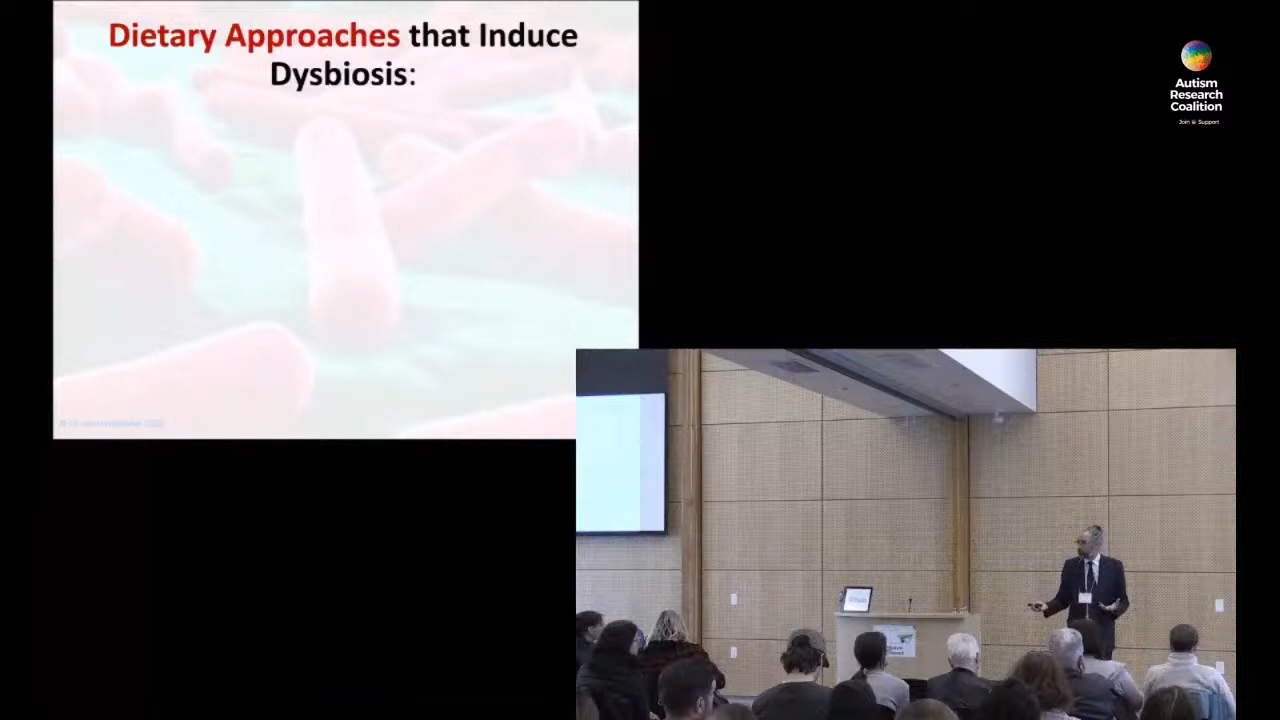 Dietary Approaches that Induce
Dysbiosis:
Autism
Research
Coalition
Join & Support